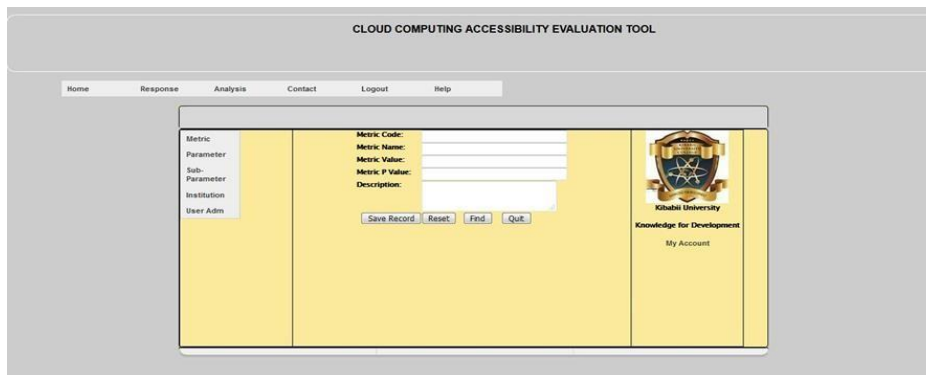 CLOUD COMPUTING ACCESSIBILITY EVALUATION TOOL
Home Response Analysis Contact Logout Help
Metric
Parameter
Sub-
Parameter
Institution
User Adm
Metric Code:
Metric Name:
Metric Value:
Metric P Value:
Description:
Save Record Reset Find Quit
Kibabii University
Knowledge for Development
My Account